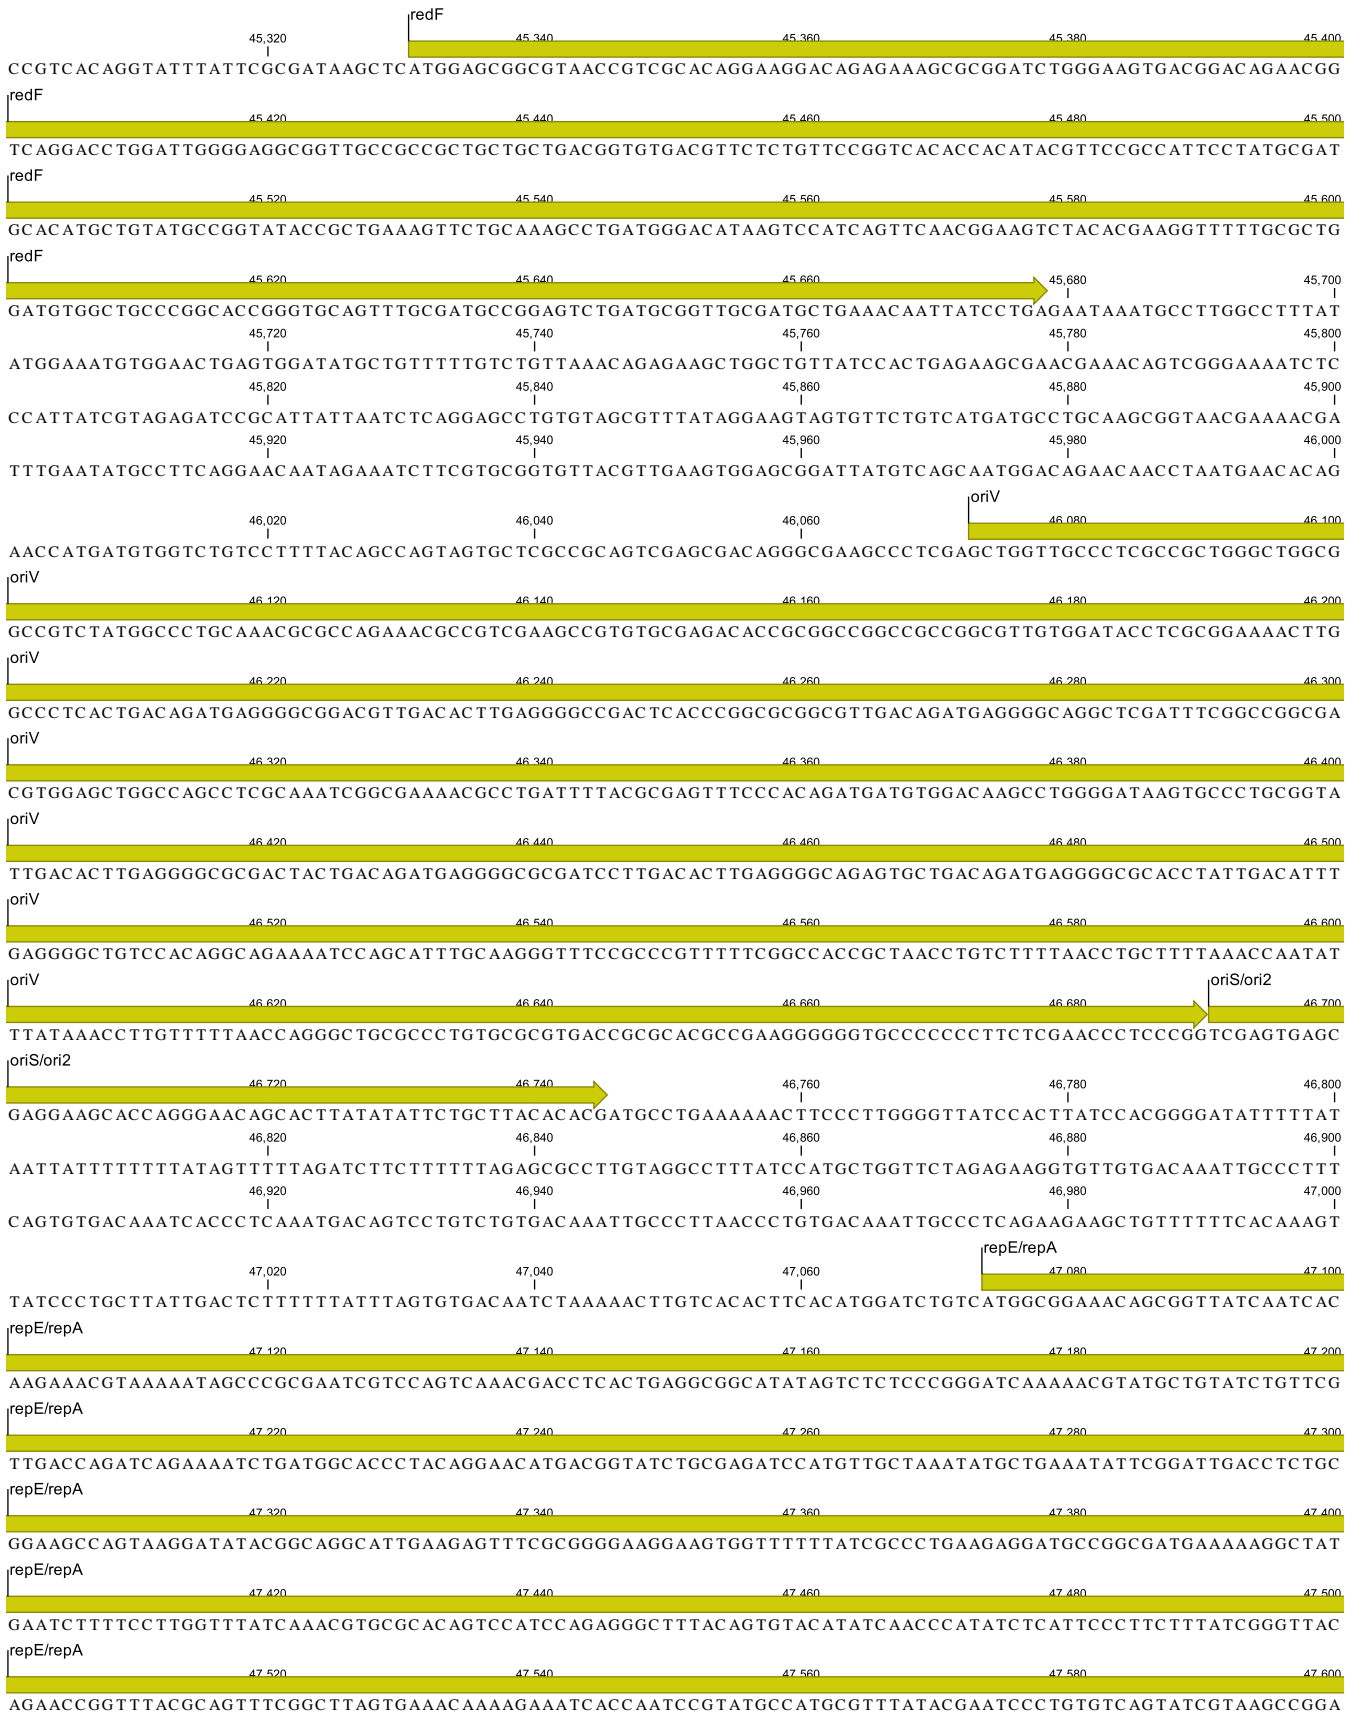 redF
45,320 45,340 45,360 45,380 45,400
CCGTCACAGGTATTTATTCGCGATAAGCTCATGGAGCGGCGTAACCGTCGCACAGGAAGGACAGAGAAAGCGCGGATCTGGGAAGTGACGGACAGAACGG
redF
45,420 45,440 45,460 45,480 45,500
TCAGGACCTGGATTGGGGAGGCGGTTGCCGCCGCTGCTGCTGACGGTGTGACGTTCTCTGTTCCGGTCACACCACATACGTTCCGCCATTCCTATGCGAT
redF
45,520 45,540 45,560 45,580 45,600
GCACATGCTGTATGCCGGTATACCGCTGAAAGTTCTGCAAAGCCTGATGGGACATAAGTCCATCAGTTCAACGGAAGTCTACACGAAGGTTTTTGCGCTG
redF
45,620 45,640 45,660 45,680 45,700
GATGTGGCTGCCCGGCACCGGGTGCAGTTTGCGATGCCGGAGTCTGATGCGGTTGCGATGCTGAAACAATTATCCTGAGAATAAATGCCTTGGCCTTTAT
45,720 45,740 45,760 45,780 45,800
ATGGAAATGTGGAACTGAGTGGATATGCTGTTTTTGTCTGTTAAACAGAGAAGCTGGCTGTTATCCACTGAGAAGCGAACGAAACAGTCGGGAAAATCTC
45,820 45,840 45,860 45,880 45,900
CCATTATCGTAGAGATCCGCATTATTAATCTCAGGAGCCTGTGTAGCGTTTATAGGAAGTAGTGTTCTGTCATGATGCCTGCAAGCGGTAACGAAAACGA
45,920 45,940 45,960 45,980 46,000
TTTGAATATGCCTTCAGGAACAATAGAAATCTTCGTGCGGTGTTACGTTGAAGTGGAGCGGATTATGTCAGCAATGGACAGAACAACCTAATGAACACAG
oriV
46,020 46,040 46,060 46,080 46,100
AACCATGATGTGGTCTGTCCTTTTACAGCCAGTAGTGCTCGCCGCAGTCGAGCGACAGGGCGAAGCCCTCGAGCTGGTTGCCCTCGCCGCTGGGCTGGCG
oriV
46,120 46,140 46,160 46,180 46,200
GCCGTCTATGGCCCTGCAAACGCGCCAGAAACGCCGTCGAAGCCGTGTGCGAGACACCGCGGCCGGCCGCCGGCGTTGTGGATACCTCGCGGAAAACTTG
oriV
46,220 46,240 46,260 46,280 46,300
GCCCTCACTGACAGATGAGGGGCGGACGTTGACACTTGAGGGGCCGACTCACCCGGCGCGGCGTTGACAGATGAGGGGCAGGCTCGATTTCGGCCGGCGA
oriV
46,320 46,340 46,360 46,380 46,400
CGTGGAGCTGGCCAGCCTCGCAAATCGGCGAAAACGCCTGATTTTACGCGAGTTTCCCACAGATGATGTGGACAAGCCTGGGGATAAGTGCCCTGCGGTA
oriV
46,420 46,440 46,460 46,480 46,500
TTGACACTTGAGGGGCGCGACTACTGACAGATGAGGGGCGCGATCCTTGACACTTGAGGGGCAGAGTGCTGACAGATGAGGGGCGCACCTATTGACATTT
oriV
46,520 46,540 46,560 46,580 46,600
GAGGGGCTGTCCACAGGCAGAAAATCCAGCATTTGCAAGGGTTTCCGCCCGTTTTTCGGCCACCGCTAACCTGTCTTTTAACCTGCTTTTAAACCAATAT
oriV oriS/ori2
46,620 46,640 46,660 46,680 46,700
TTATAAACCTTGTTTTTAACCAGGGCTGCGCCCTGTGCGCGTGACCGCGCACGCCGAAGGGGGGTGCCCCCCCTTCTCGAACCCTCCCGGTCGAGTGAGC
oriS/ori2
46,720 46,740 46,760 46,780 46,800
GAGGAAGCACCAGGGAACAGCACTTATATATTCTGCTTACACACGATGCCTGAAAAAACTTCCCTTGGGGTTATCCACTTATCCACGGGGATATTTTTAT
46,820 46,840 46,860 46,880 46,900
AATTATTTTTTTTATAGTTTTTAGATCTTCTTTTTTAGAGCGCCTTGTAGGCCTTTATCCATGCTGGTTCTAGAGAAGGTGTTGTGACAAATTGCCCTTT
46,920 46,940 46,960 46,980 47,000
CAGTGTGACAAATCACCCTCAAATGACAGTCCTGTCTGTGACAAATTGCCCTTAACCCTGTGACAAATTGCCCTCAGAAGAAGCTGTTTTTTCACAAAGT
repE/repA
47,020 47,040 47,060 47,080 47,100
TATCCCTGCTTATTGACTCTTTTTTATTTAGTGTGACAATCTAAAAACTTGTCACACTTCACATGGATCTGTCATGGCGGAAACAGCGGTTATCAATCAC
repE/repA
47,120 47,140 47,160 47,180 47,200
AAGAAACGTAAAAATAGCCCGCGAATCGTCCAGTCAAACGACCTCACTGAGGCGGCATATAGTCTCTCCCGGGATCAAAAACGTATGCTGTATCTGTTCG
repE/repA
47,220 47,240 47,260 47,280 47,300
TTGACCAGATCAGAAAATCTGATGGCACCCTACAGGAACATGACGGTATCTGCGAGATCCATGTTGCTAAATATGCTGAAATATTCGGATTGACCTCTGC
repE/repA
47,320 47,340 47,360 47,380 47,400
GGAAGCCAGTAAGGATATACGGCAGGCATTGAAGAGTTTCGCGGGGAAGGAAGTGGTTTTTTATCGCCCTGAAGAGGATGCCGGCGATGAAAAAGGCTAT
repE/repA
47,420 47,440 47,460 47,480 47,500
GAATCTTTTCCTTGGTTTATCAAACGTGCGCACAGTCCATCCAGAGGGCTTTACAGTGTACATATCAACCCATATCTCATTCCCTTCTTTATCGGGTTAC
repE/repA
47,520 47,540 47,560 47,580 47,600
AGAACCGGTTTACGCAGTTTCGGCTTAGTGAAACAAAAGAAATCACCAATCCGTATGCCATGCGTTTATACGAATCCCTGTGTCAGTATCGTAAGCCGGA